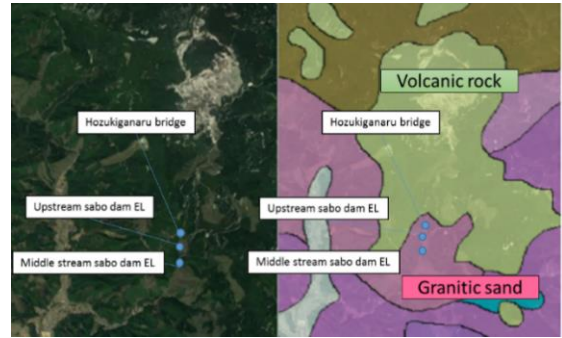 Volcanic rock
Hozukiganaru bridge
Hozukiganaru bridge
Upstream sabo dam EL
Upstream sabo dam EL
Middle stream sabo dam EL
Middle stream sabo dam EL
Granitic sand